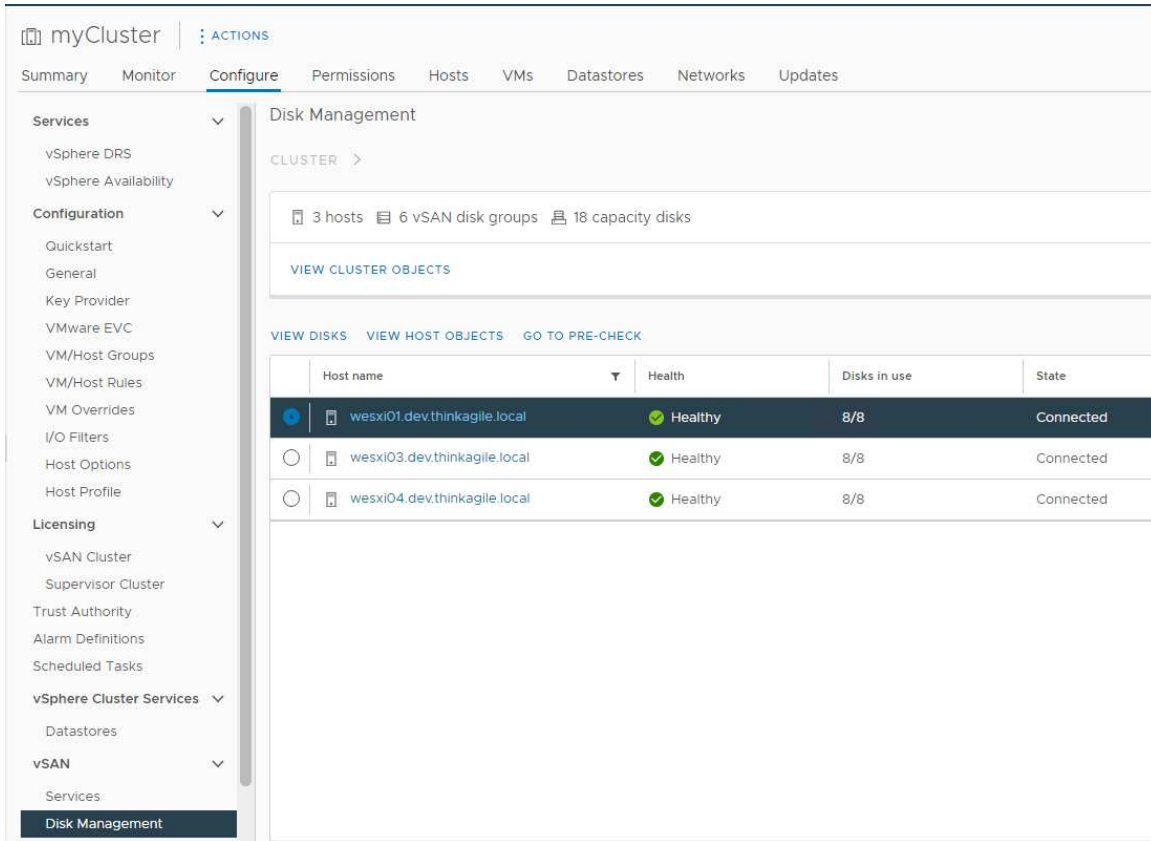 myCluster ACTIONS
Summary Monitor Configure Permissions Hosts VMs Datastores Networks Updates
Services
vSphere DRS
vSphere Availability
Configuration
Quickstart
General
Key Provider
VMware EVC
VM/Host Groups
VM/Host Rules
VM Overrides
I/O Filters
Host Options
Host Profile
Licensing
vSAN Cluster
Supervisor Cluster
Trust Authority
Alarm Definitions
Scheduled Tasks
vSphere Cluster Services
Datastores
vSAN
Services
Disk Management
Disk Management
CLUSTER >
3 hosts 6 vSAN disk groups 18 capacity disks
VIEW CLUSTER OBJECTS
VIEW DISKS VIEW HOST OBJECTS GO TO PRE-CHECK
Host name Health Disks in use State
wesxi01.dev.thinkagile.local Healthy 8/8 Connected
wesxi03.dev.thinkagile.local Healthy 8/8 Connected
wesxi04.dev.thinkagile.local Healthy 8/8 Connected